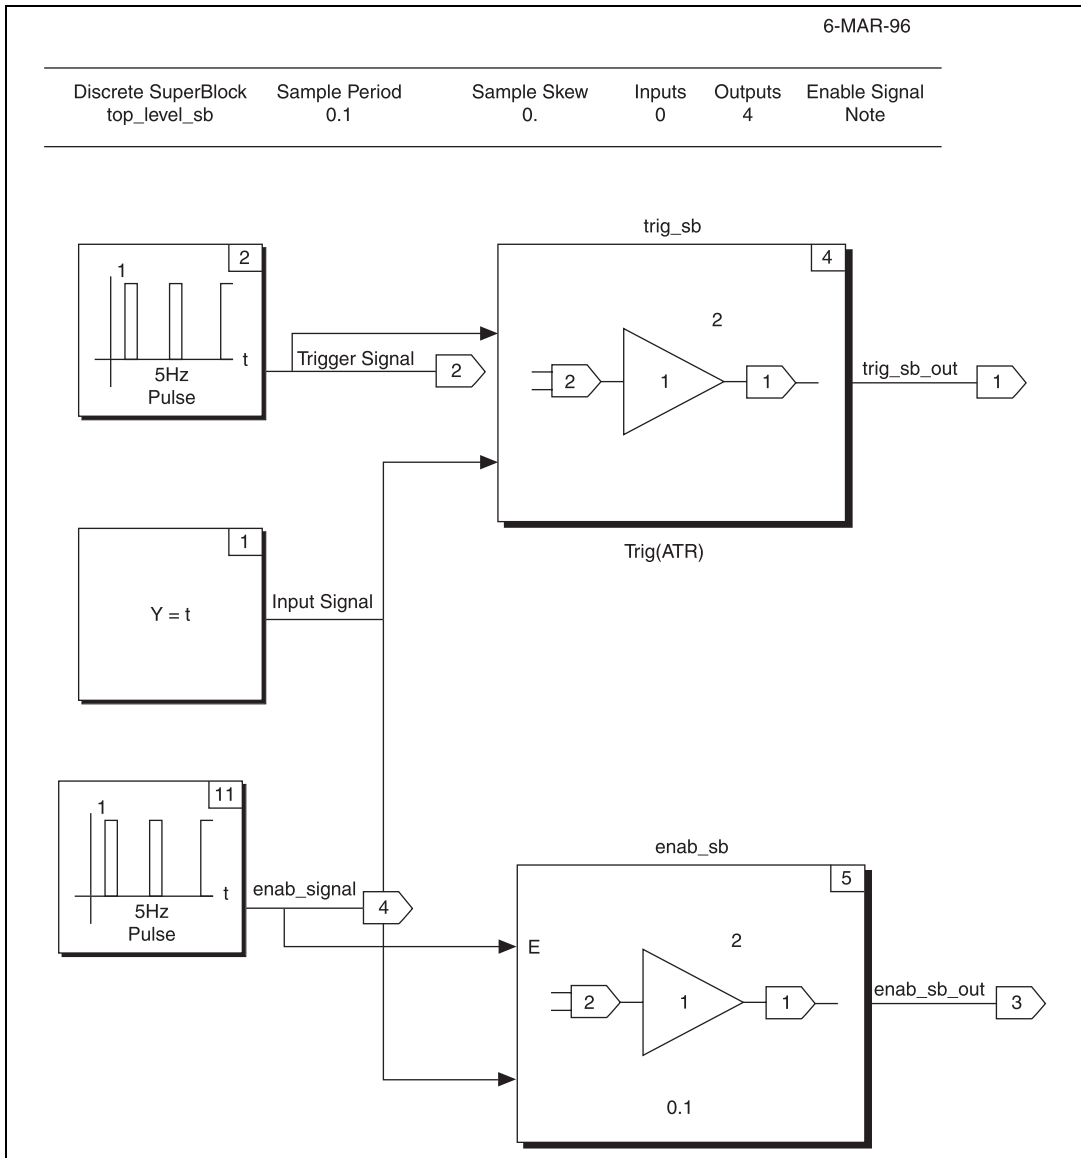 6-MAR-96
Discrete SuperBlock Sample Period Sample Skew Inputs Outputs Enable Signal
top_level_sb 0.1 0. 0 4 Note
trig_sb
2
1
t
5Hz
Pulse
Trigger Signal
2
4
2
2
1
1
trig_sb_out
1
Trig(ATR)
1
Y = t
Input Signal
11
1
t
5Hz
Pulse
enab_signal
4
enab_sb
5
E
2
2
1
1
enab_sb_out
3
0.1